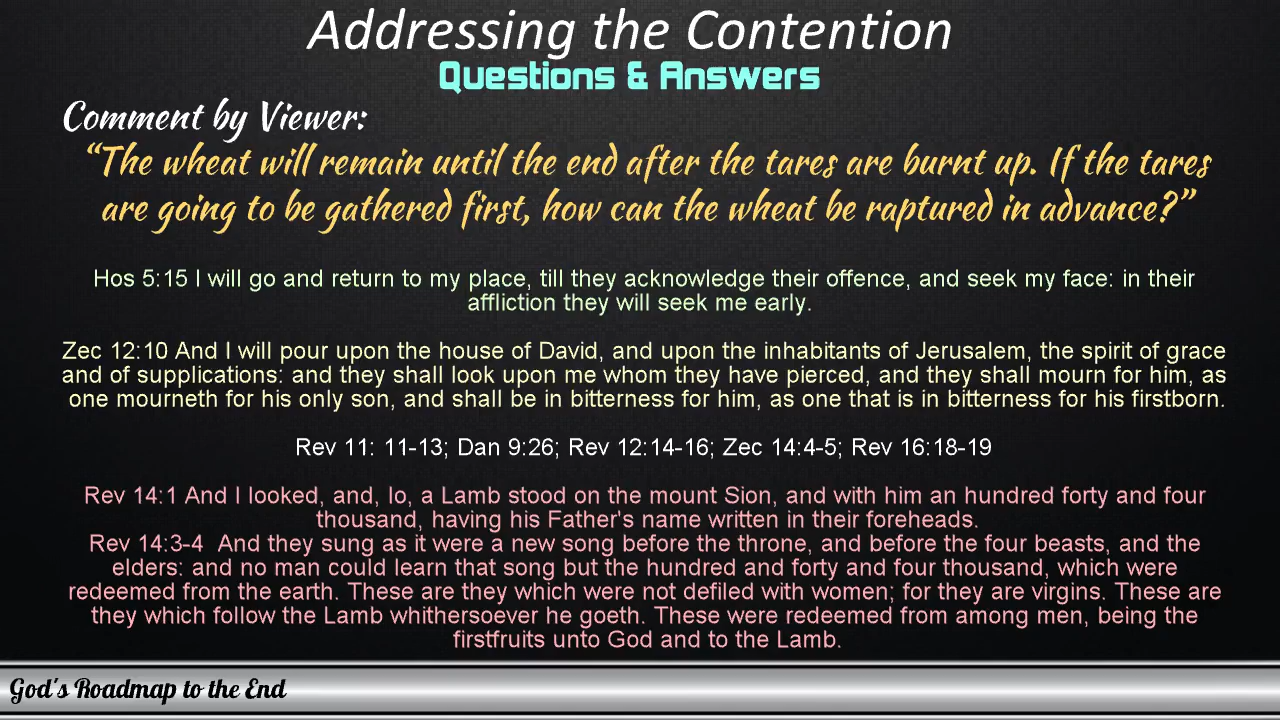 Addressing the Contention
Questions & Answers
Comment by Viewer:
“The wheat will remain until the end after the tares are burnt up. If the tares
are going to be gathered first, how can the wheat be raptured in advance?”
Hos 5:15 I will go and return to my place, till they acknowledge their offence, and seek my face: in their
affliction they will seek me early.
Zec 12:10 And I will pour upon the house of David, and upon the inhabitants of Jerusalem, the spirit of grace
and of supplications: and they shall look upon me whom they have pierced, and they shall mourn for him, as
one mourneth for his only son, and shall be in bitterness for him, as one that is in bitterness for his firstborn.
Rev 11: 11-13; Dan 9:26; Rev 12:14-16; Zec 14:4-5; Rev 16:18-19
Rev 14:1 And I looked, and, lo, a Lamb stood on the mount Sion, and with him an hundred forty and four
thousand, having his Father's name written in their foreheads.
Rev 14:3-4 And they sung as it were a new song before the throne, and before the four beasts, and the
elders: and no man could learn that song but the hundred and forty and four thousand, which were
redeemed from the earth. These are they which were not defiled with women; for they are virgins. These are
they which follow the Lamb whithersoever he goeth. These were redeemed from among men, being the
firstfruits unto God and to the Lamb.
God's Roadmap to the End